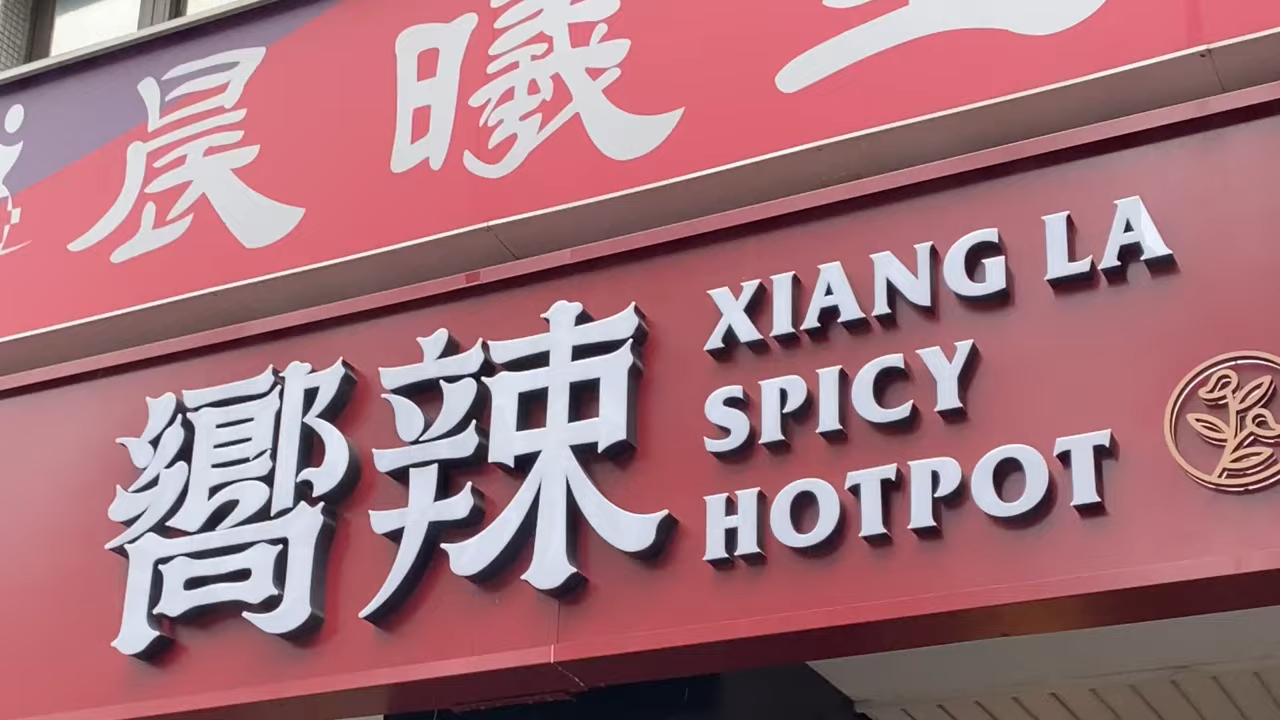 晨曦
嚮辣
XIANG LA
SPICY
HOTPOT